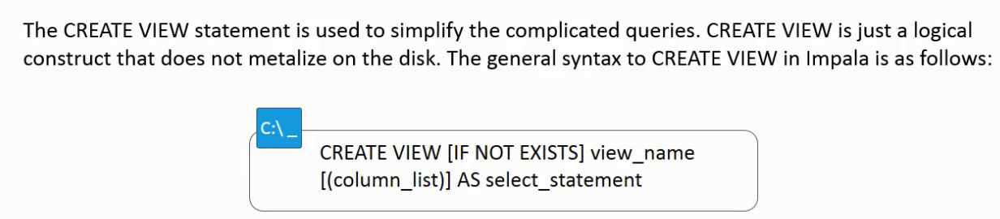 The CREATE VIEW statement is used to simplify the complicated queries. CREATE VIEW is just a logical
construct that does not metalize on the disk. The general syntax to CREATE VIEW in Impala is as follows:
C:\_
CREATE VIEW [IF NOT EXISTS] view_name
[(column_list)] AS select_statement